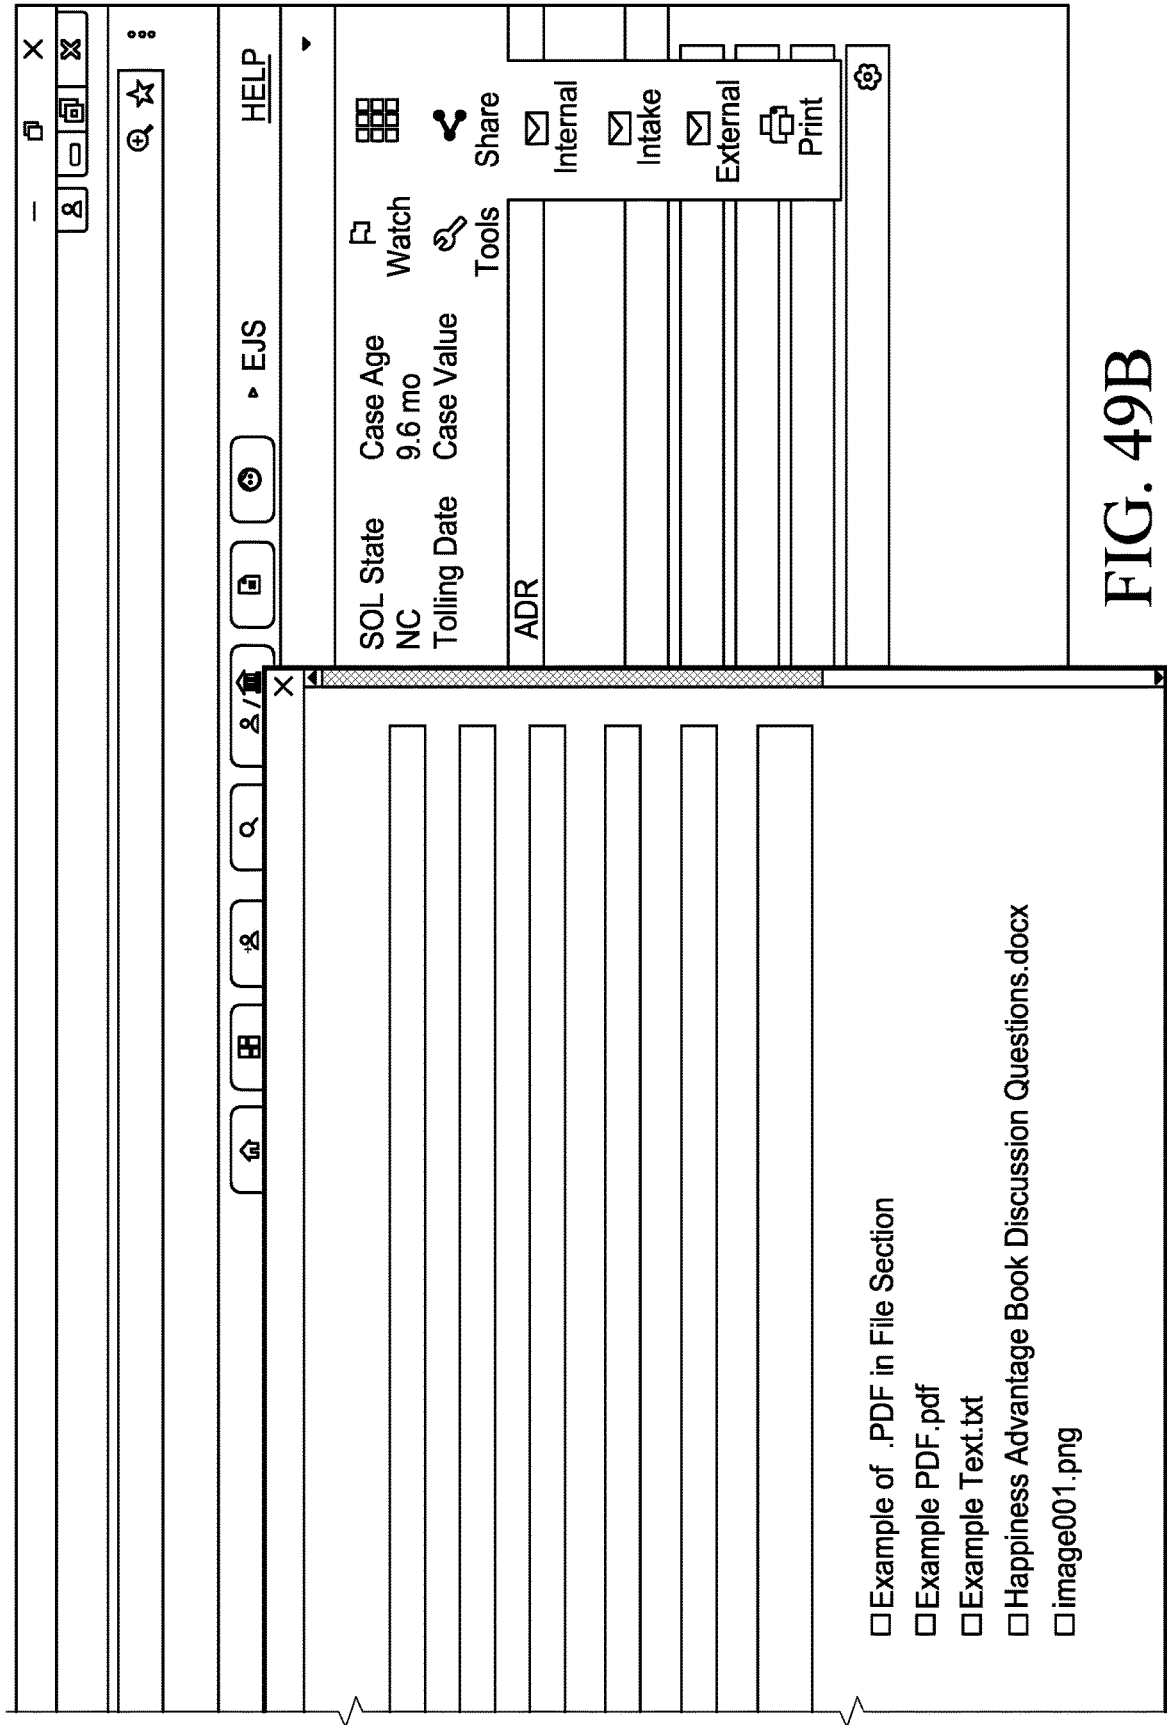 HELP
EJS
SOL State
NC
Tolling Date
Case Age
9.6 mo
Case Value
Watch
Tools
Share
ADR
Internal
Intake
External
Print
Example of .PDF in File Section
Example PDF.pdf
Example Text.txt
Happiness Advantage Book Discussion Questions.docx
image001.png
FIG. 49B